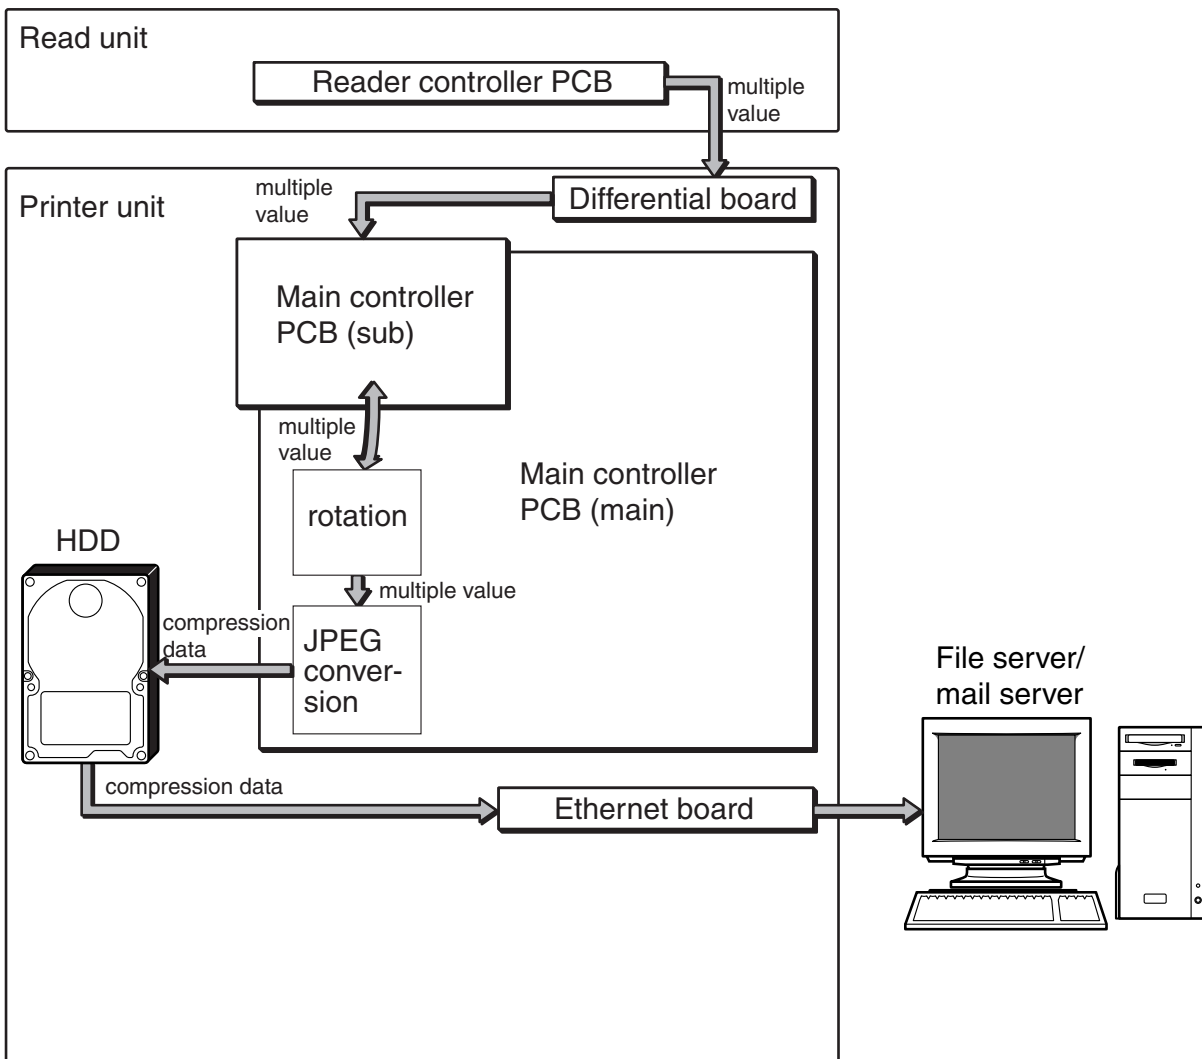 Read unit
Reader controller PCB
multiple
value
Printer unit
multiple
value
Differential board
Main controller
PCB (sub)
multiple
value
Main controller
PCB (main)
rotation
HDD
multiple value
compression
data
JPEG
conver-
sion
File server/
mail server
compression data
Ethernet board